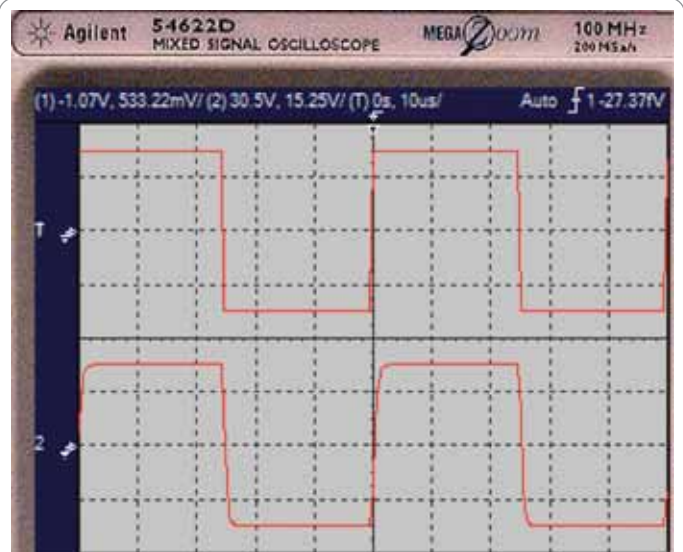 Agilent 54622D MEGA Zoom 100 MHz
MIXED SIGNAL OSCILLOSCOPE 200 MSa/s
(1) -1.07V, 533.22mV/ (2) 30.5V, 15.25V/ (T) 0s, 10us/ Auto 1 -27.37fV
T
2